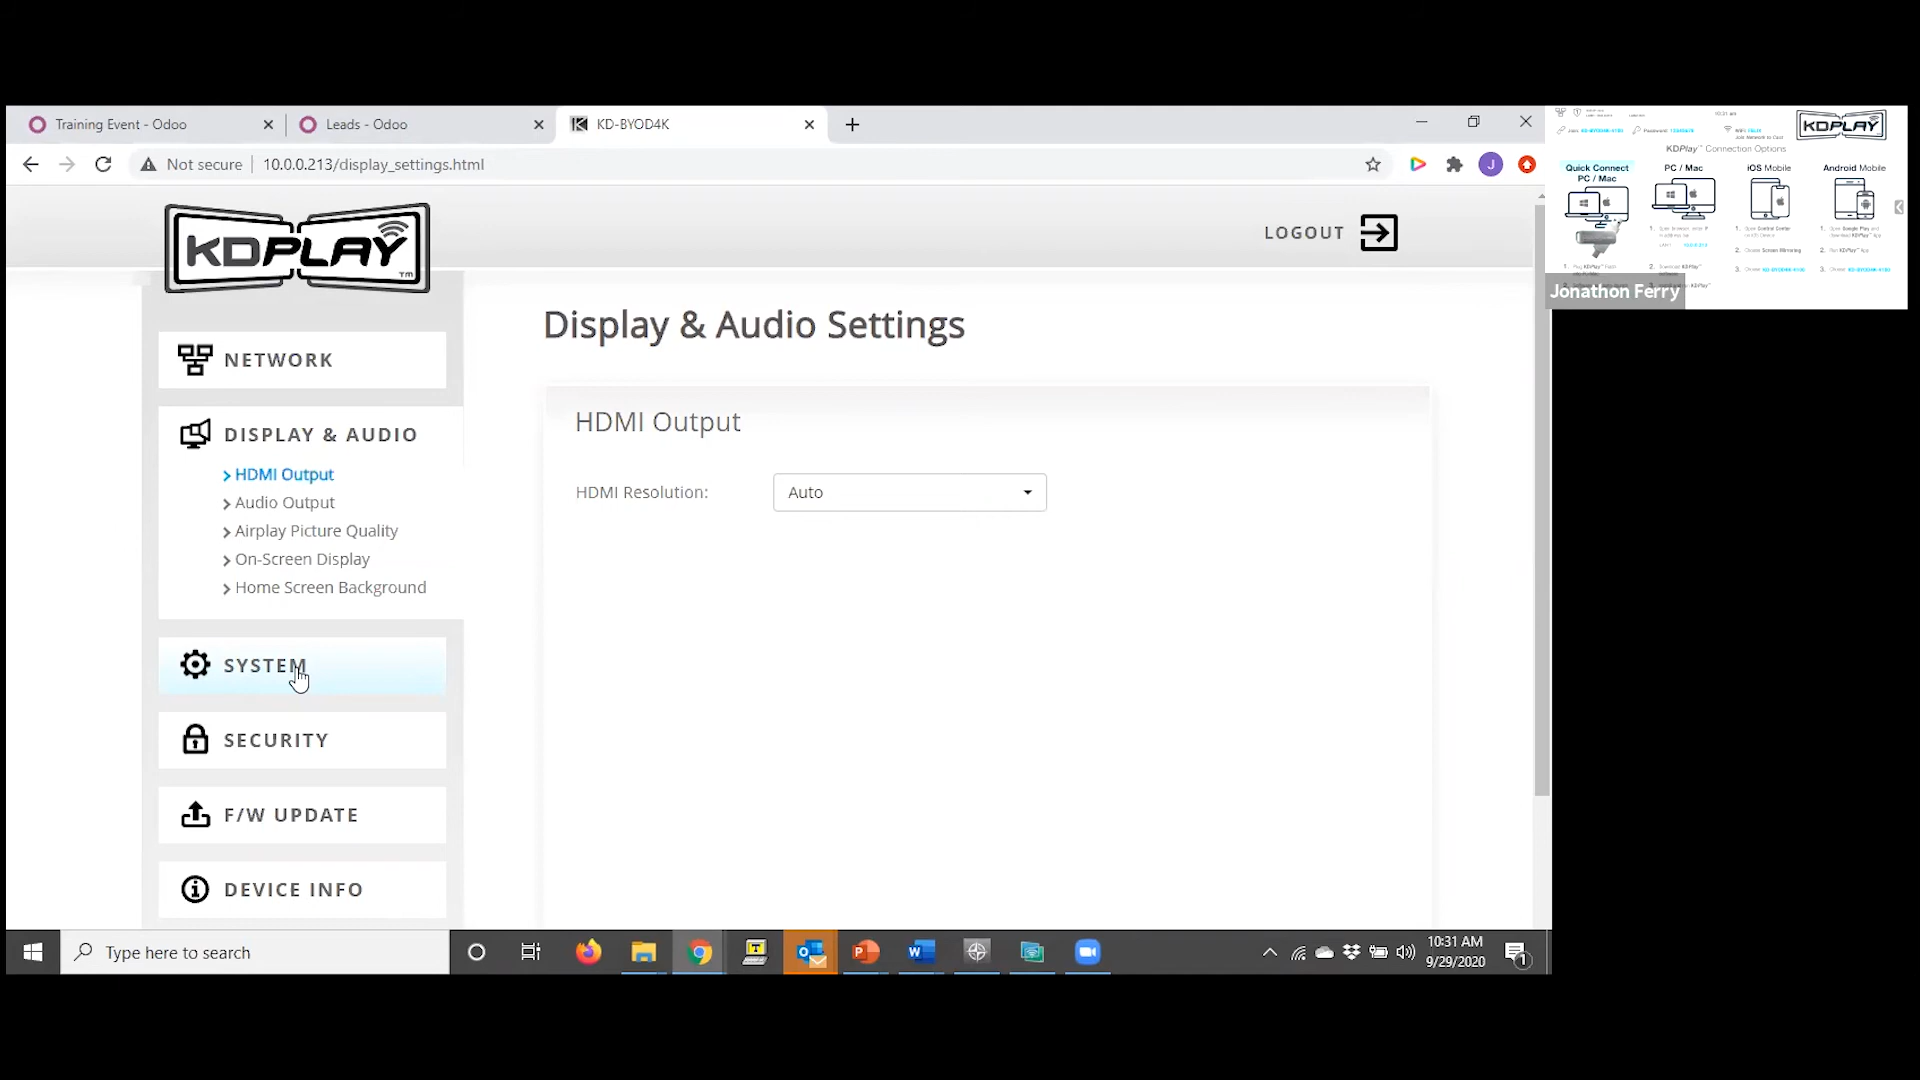 Training Event - Odoo
Leads - Odoo
KD-BYOD4K
Not secure
10.0.0.213/display_settings.html
J
KDPLAY™
LOGOUT
NETWORK
DISPLAY & AUDIO
HDMI Output
Audio Output
Airplay Picture Quality
On-Screen Display
Home Screen Background
SYSTEM
SECURITY
F/W UPDATE
DEVICE INFO
Display & Audio Settings
HDMI Output
HDMI Resolution:
Auto
KDPLAY
KDPlay™ Connection Options
Quick Connect
PC / Mac
PC / Mac
iOS Mobile
Android Mobile
Jonathon Ferry
Type here to search
10:31 AM
9/29/2020
1